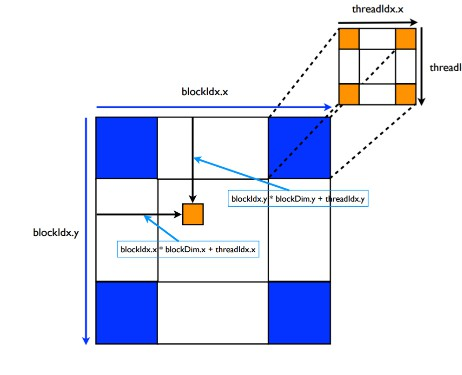 threadIdx.x
threadI
blockIdx.x
blockIdx.y * blockDim.y + threadIdx.y
blockIdx.y
blockIdx.x * blockDim.x + threadIdx.x